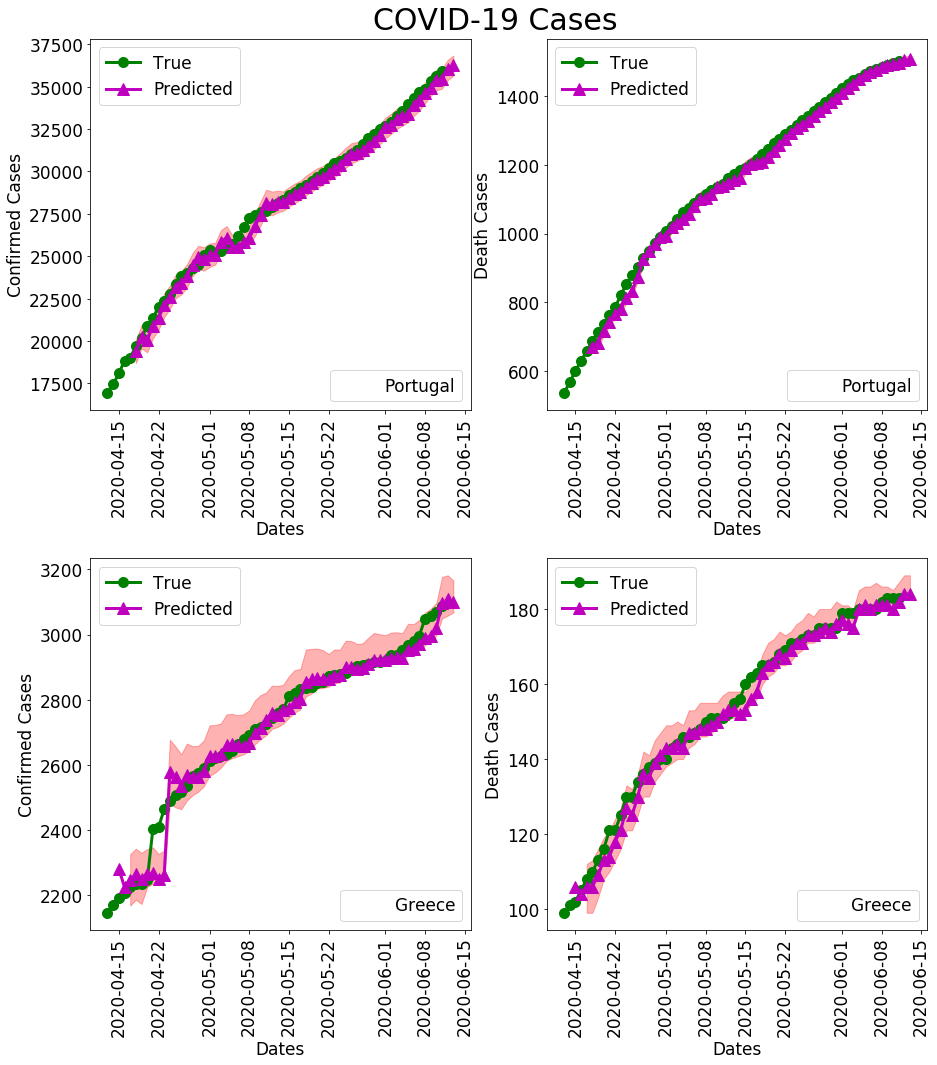 COVID-19 Cases
37500
35000
32500
30000
27500
25000
22500
20000
17500
Confirmed Cases
True
Predicted
Portugal
2020-04-15
2020-04-22
2020-05-01
2020-05-08
2020-05-15
2020-05-22
2020-06-01
2020-06-08
2020-06-15
Dates
1400
1200
1000
800
600
Death Cases
True
Predicted
Portugal
2020-04-15
2020-04-22
2020-05-01
2020-05-08
2020-05-15
2020-05-22
2020-06-01
2020-06-08
2020-06-15
Dates
3200
3000
2800
2600
2400
2200
Confirmed Cases
True
Predicted
Greece
2020-04-15
2020-04-22
2020-05-01
2020-05-08
2020-05-15
2020-05-22
2020-06-01
2020-06-08
2020-06-15
Dates
180
160
140
120
100
Death Cases
True
Predicted
Greece
2020-04-15
2020-04-22
2020-05-01
2020-05-08
2020-05-15
2020-05-22
2020-06-01
2020-06-08
2020-06-15
Dates